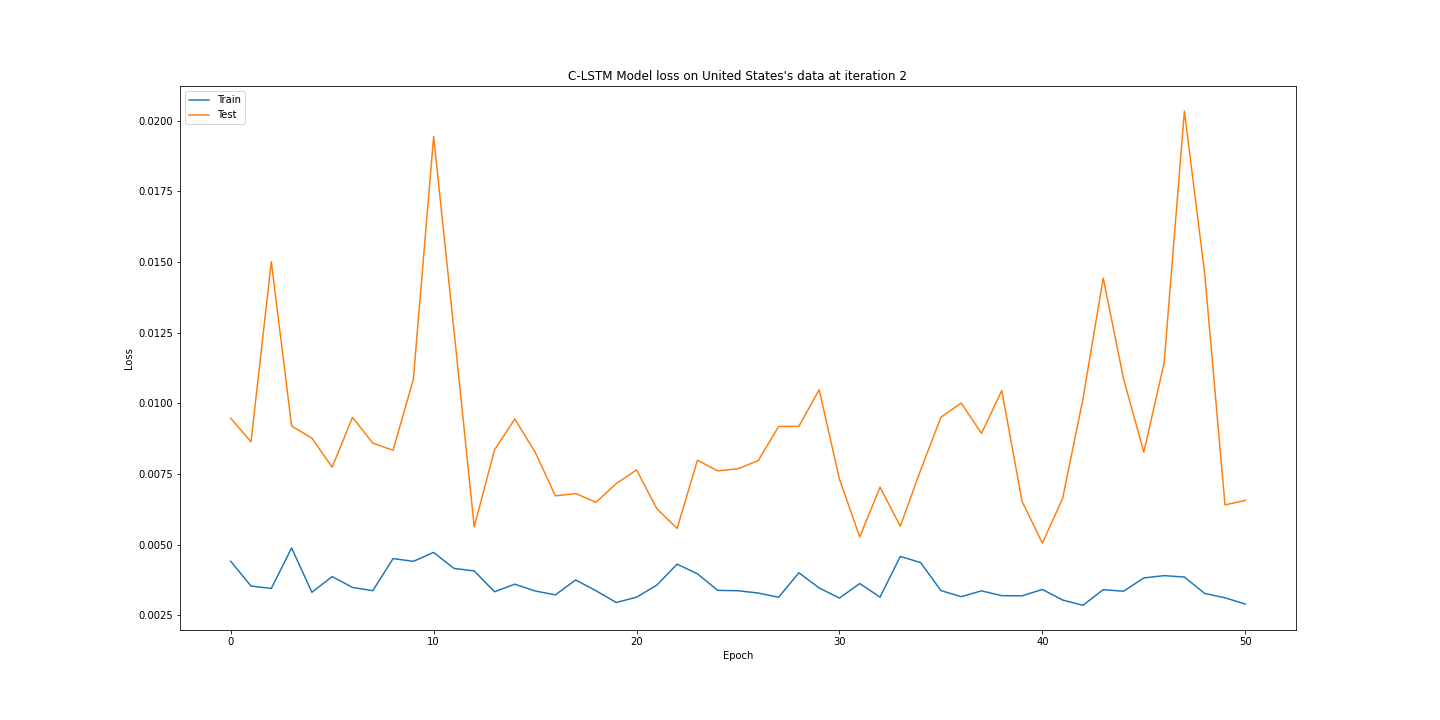 C-LSTM Model loss on United States's data at iteration 2
Train
Test
0.0200
0.0175
0.0150
0.0125
0.0100
0.0075
0.0050
0.0025
Loss
0 10 20 30 40 50
Epoch